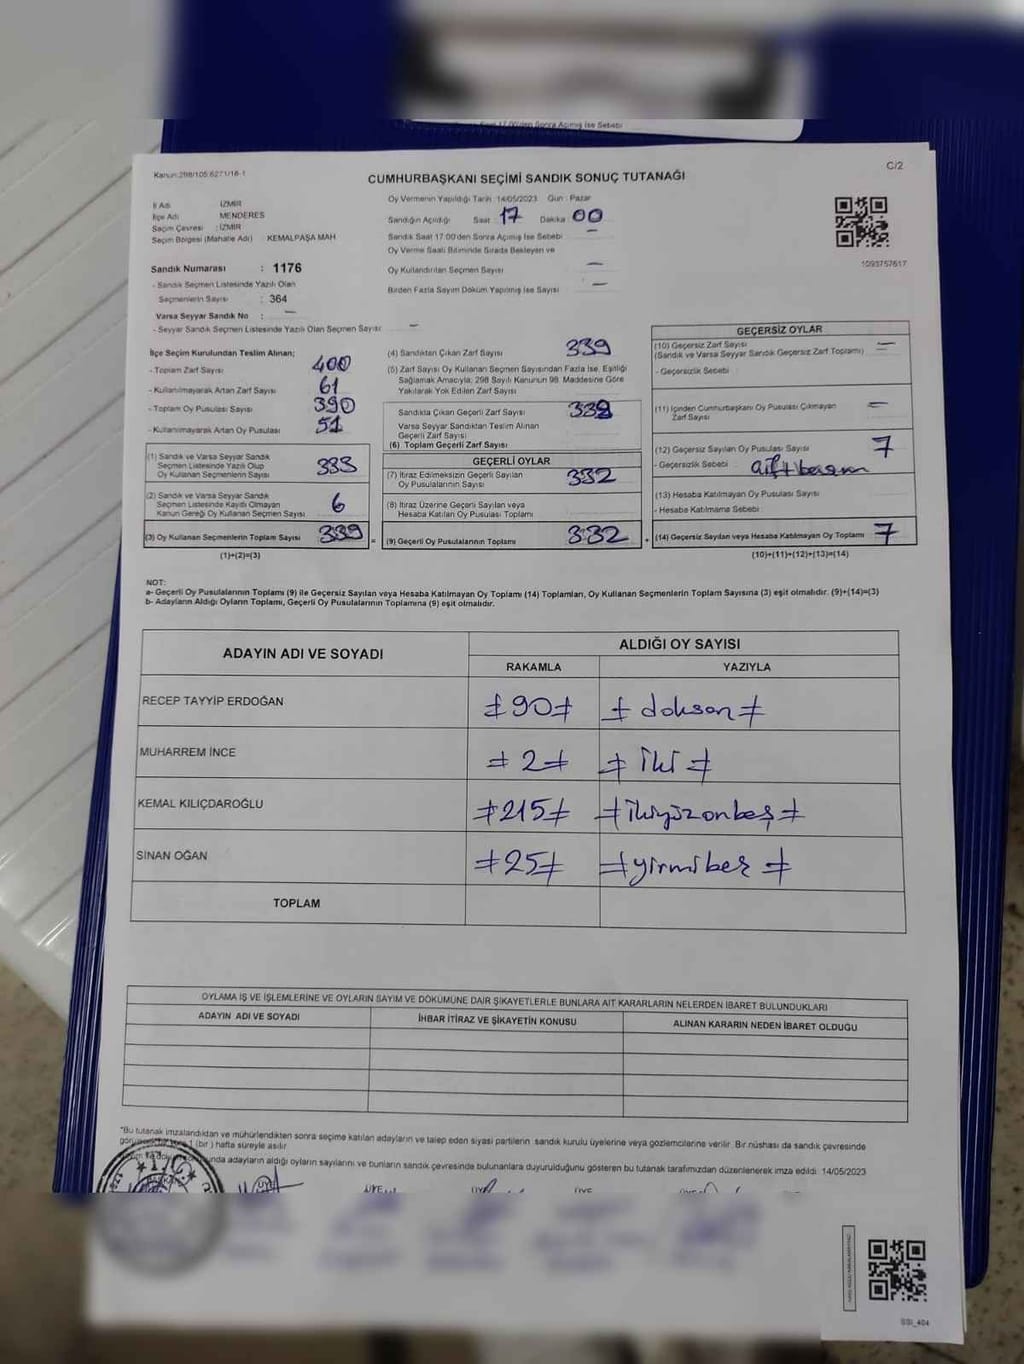 Kanun:298/105:6271/16-1
C/2
CUMHURBAŞKANI SEÇİMİ SANDIK SONUÇ TUTANAĞI
İl Adı İZMİR
İlçe Adı MENDERES
Seçim Çevresi : İZMİR
Seçim Bölgesi (Mahalle Adı) KEMALPAŞA MAH
Oy Vermenin Yapıldığı Tarih 14/05/2023 Gün : Pazar
Sandığın Açıldığı Saat 17 Dakika 00
Sandık Saat 17:00'den Sonra Açılmış İse Sebebi –
Oy Verme Saati Bitiminde Sırada Bekleyen ve
Oy Kullandırılan Seçmen Sayısı –
Birden Fazla Sayım Döküm Yapılmış İse Sayısı –
1093757617
Sandık Numarası : 1176
- Sandık Seçmen Listesinde Yazılı Olan
Seçmenlerin Sayısı : 364
Varsa Seyyar Sandık No : –
- Seyyar Sandık Seçmen Listesinde Yazılı Olan Seçmen Sayısı –
İlçe Seçim Kurulundan Teslim Alınan;
- Toplam Zarf Sayısı 400
- Kullanılmayarak Artan Zarf Sayısı 61
- Toplam Oy Pusulası Sayısı 390
- Kullanılmayarak Artan Oy Pusulası 51
(1) Sandık ve Varsa Seyyar Sandık
Seçmen Listesinde Yazılı Olup
Oy Kullanan Seçmenlerin Sayısı 333
(2) Sandık ve Varsa Seyyar Sandık
Seçmen Listesinde Kayıtlı Olmayan
Kanun Gereği Oy Kullanan Seçmen Sayısı 6
(3) Oy Kullanan Seçmenlerin Toplam Sayısı 339 =
(1)+(2)=(3)
(4) Sandıktan Çıkan Zarf Sayısı 339
(5) Zarf Sayısı Oy Kullanan Seçmen Sayısından Fazla İse, Eşitliği
Sağlamak Amacıyla; 298 Sayılı Kanunun 98. Maddesine Göre
Yakılarak Yok Edilen Zarf Sayısı
Sandıkta Çıkan Geçerli Zarf Sayısı
Varsa Seyyar Sandıktan Teslim Alınan
Geçerli Zarf Sayısı
(6) Toplam Geçerli Zarf Sayısı
GEÇERLİ OYLAR
(7) İtiraz Edilmeksizin Geçerli Sayılan
Oy Pusulalarının Sayısı 332
(8) İtiraz Üzerine Geçerli Sayılan veya
Hesaba Katılan Oy Pusulası Toplamı
(9) Geçerli Oy Pusulalarının Toplamı 332 +
GEÇERSİZ OYLAR
(10) Geçersiz Zarf Sayısı –
(Sandık ve Varsa Seyyar Sandık Geçersiz Zarf Toplamı)
- Geçersizlik Sebebi
(11) İçinden Cumhurbaşkanı Oy Pusulası Çıkmayan
Zarf Sayısı –
(12) Geçersiz Sayılan Oy Pusulası Sayısı 7
- Geçersizlik Sebebi
(13) Hesaba Katılmayan Oy Pusulası Sayısı
- Hesaba Katılmama Sebebi
(14) Geçersiz Sayılan veya Hesaba Katılmayan Oy Toplamı 7
(10)+(11)+(12)+(13)=(14)
NOT:
a- Geçerli Oy Pusulalarının Toplamı (9) ile Geçersiz Sayılan veya Hesaba Katılmayan Oy Toplamı (14) Toplamları, Oy Kullanan Seçmenlerin Toplam Sayısına (3) eşit olmalıdır. (9)+(14)=(3)
b- Adayların Aldığı Oyların Toplamı, Geçerli Oy Pusulalarının Toplamına (9) eşit olmalıdır.
ADAYIN ADI VE SOYADI ALDIĞI OY SAYISI
RAKAMLA YAZIYLA
RECEP TAYYİP ERDOĞAN ≠90≠ ≠ doksan ≠
MUHARREM İNCE ≠2≠ ≠ iki ≠
KEMAL KILIÇDAROĞLU ≠215≠ ≠ ikiyüzonbeş ≠
SİNAN OĞAN ≠25≠ ≠ yirmibeş ≠
TOPLAM
OYLAMA İŞ VE İŞLEMLERİNE VE OYLARIN SAYIM VE DÖKÜMÜNE DAİR ŞİKAYETLERLE BUNLARA AİT KARARLARIN NELERDEN İBARET BULUNDUKLARI
ADAYIN ADI VE SOYADI İHBAR İTİRAZ VE ŞİKAYETİN KONUSU ALINAN KARARIN NEDEN İBARET OLDUĞU
*Bu tutanak imzalandıktan ve mühürlendikten sonra seçime katılan adayların ve talep eden siyasi partilerin sandık kurulu üyelerine veya gözlemcilerine verilir. Bir nüshası da sandık çevresinde
1 (bir) hafta süreyle asılır.
adayların aldığı oyların sayılarını ve bunların sandık çevresinde bulunanlara duyurulduğunu gösteren bu tutanak tarafımızdan düzenlenerek imza edildi. 14/05/2023
SSI_404